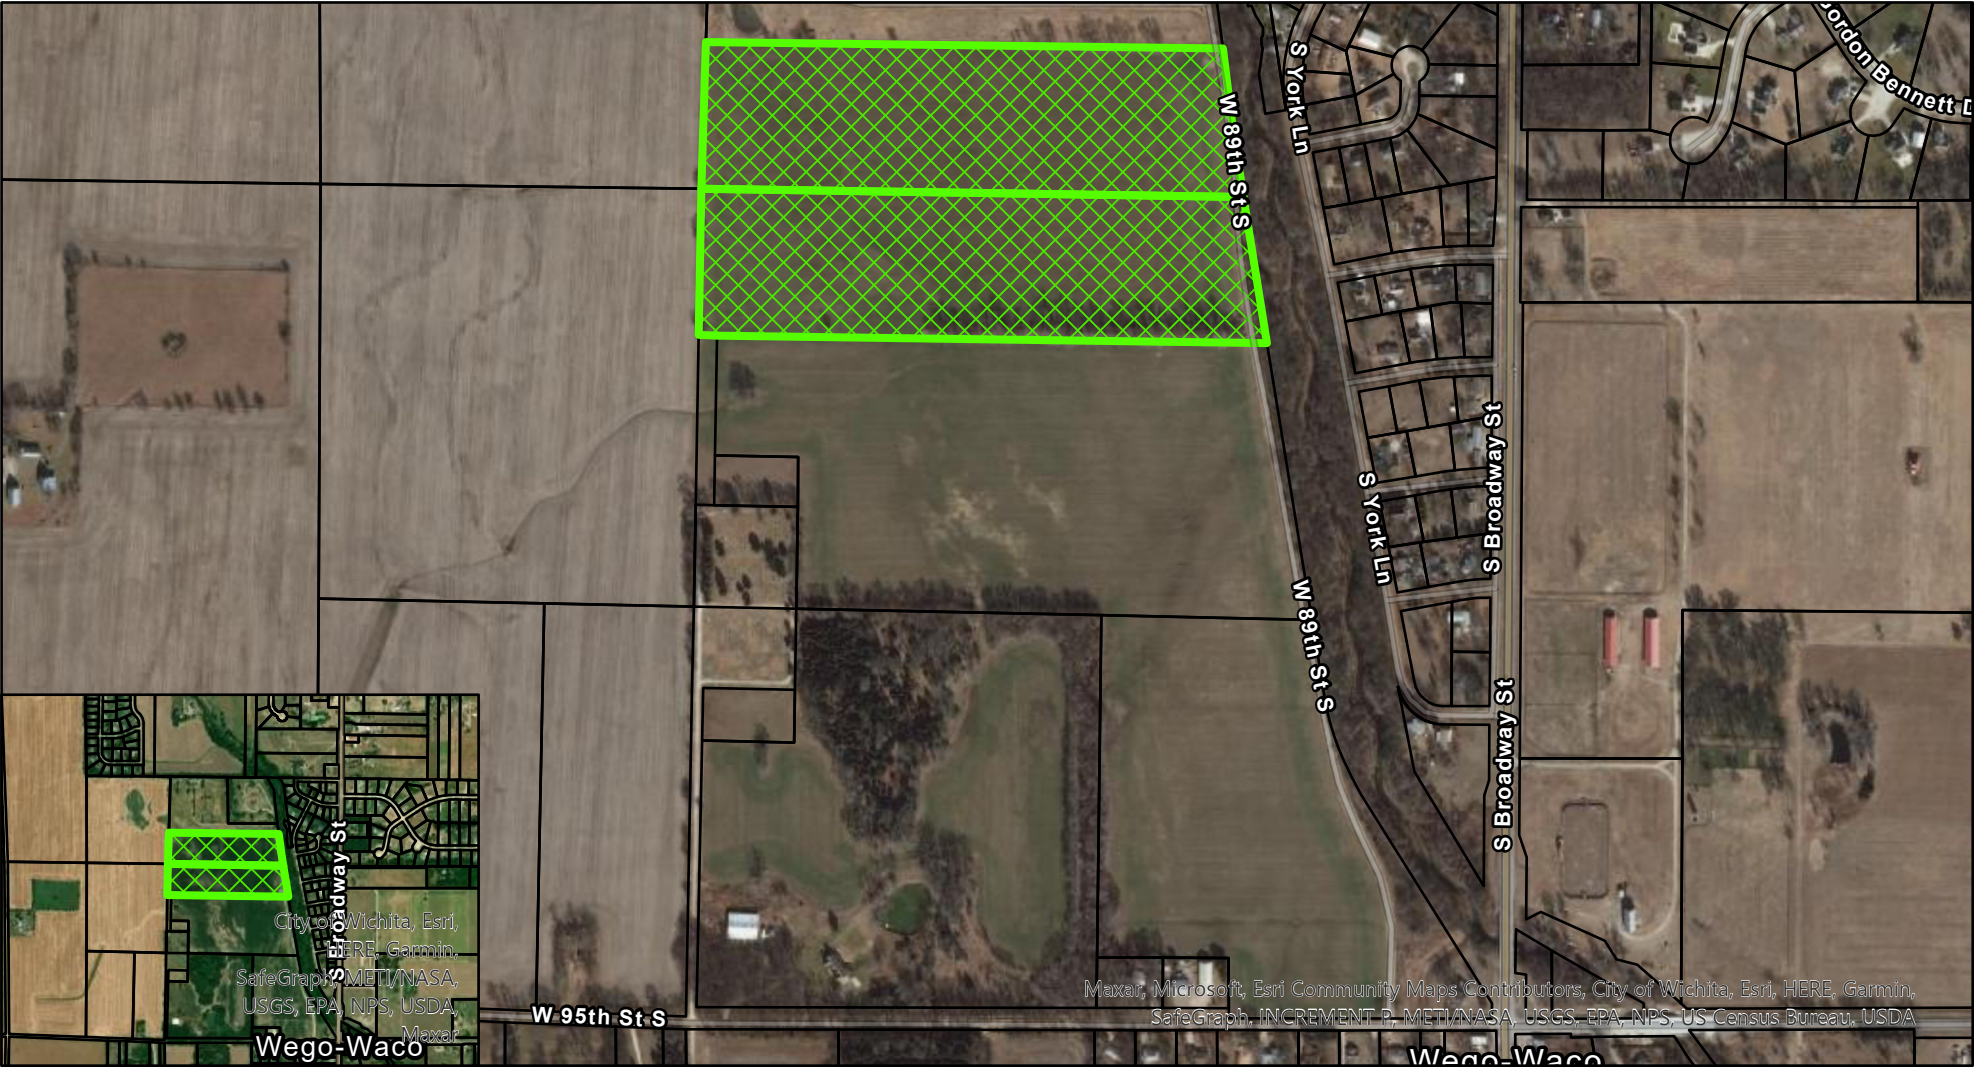 Gordon Bennett D
S York Ln
W 89th St S
S Broadway St
S York Ln
W 89th St S
S Broadway St
S Broadway St
City of Wichita, Esri,
HERE, Garmin,
SafeGraph, METI/NASA,
USGS, EPA, NPS, USDA,
Maxar
Wego-Waco
W 95th St S
Maxar, Microsoft, Esri Community Maps Contributors, City of Wichita, Esri, HERE, Garmin,
SafeGraph, INCREMENT P, METI/NASA, USGS, EPA, NPS, US Census Bureau, USDA
Wego-Waco